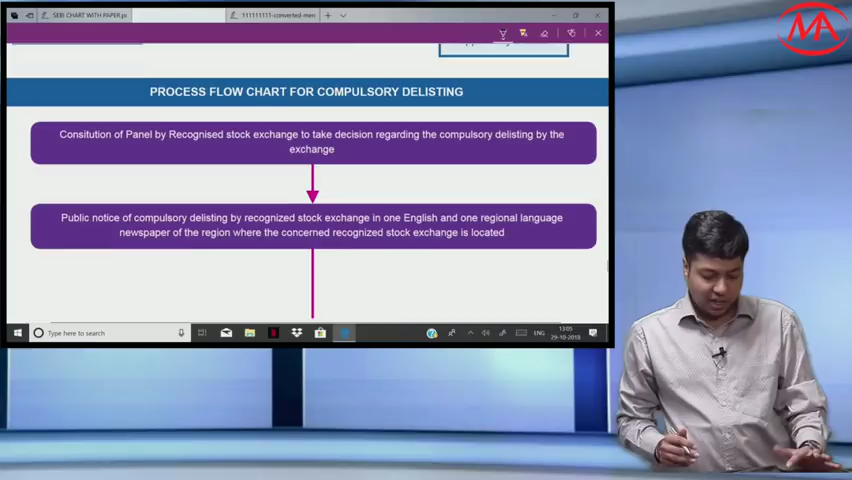 SEBI CHART WITH PAPER.p
111111111-converted-men
MA
PROCESS FLOW CHART FOR COMPULSORY DELISTING
Consitution of Panel by Recognised stock exchange to take decision regarding the compulsory delisting by the
exchange
Public notice of compulsory delisting by recognized stock exchange in one English and one regional language
newspaper of the region where the concerned recognized stock exchange is located
Type here to search
ENG
13:05
29-10-2018